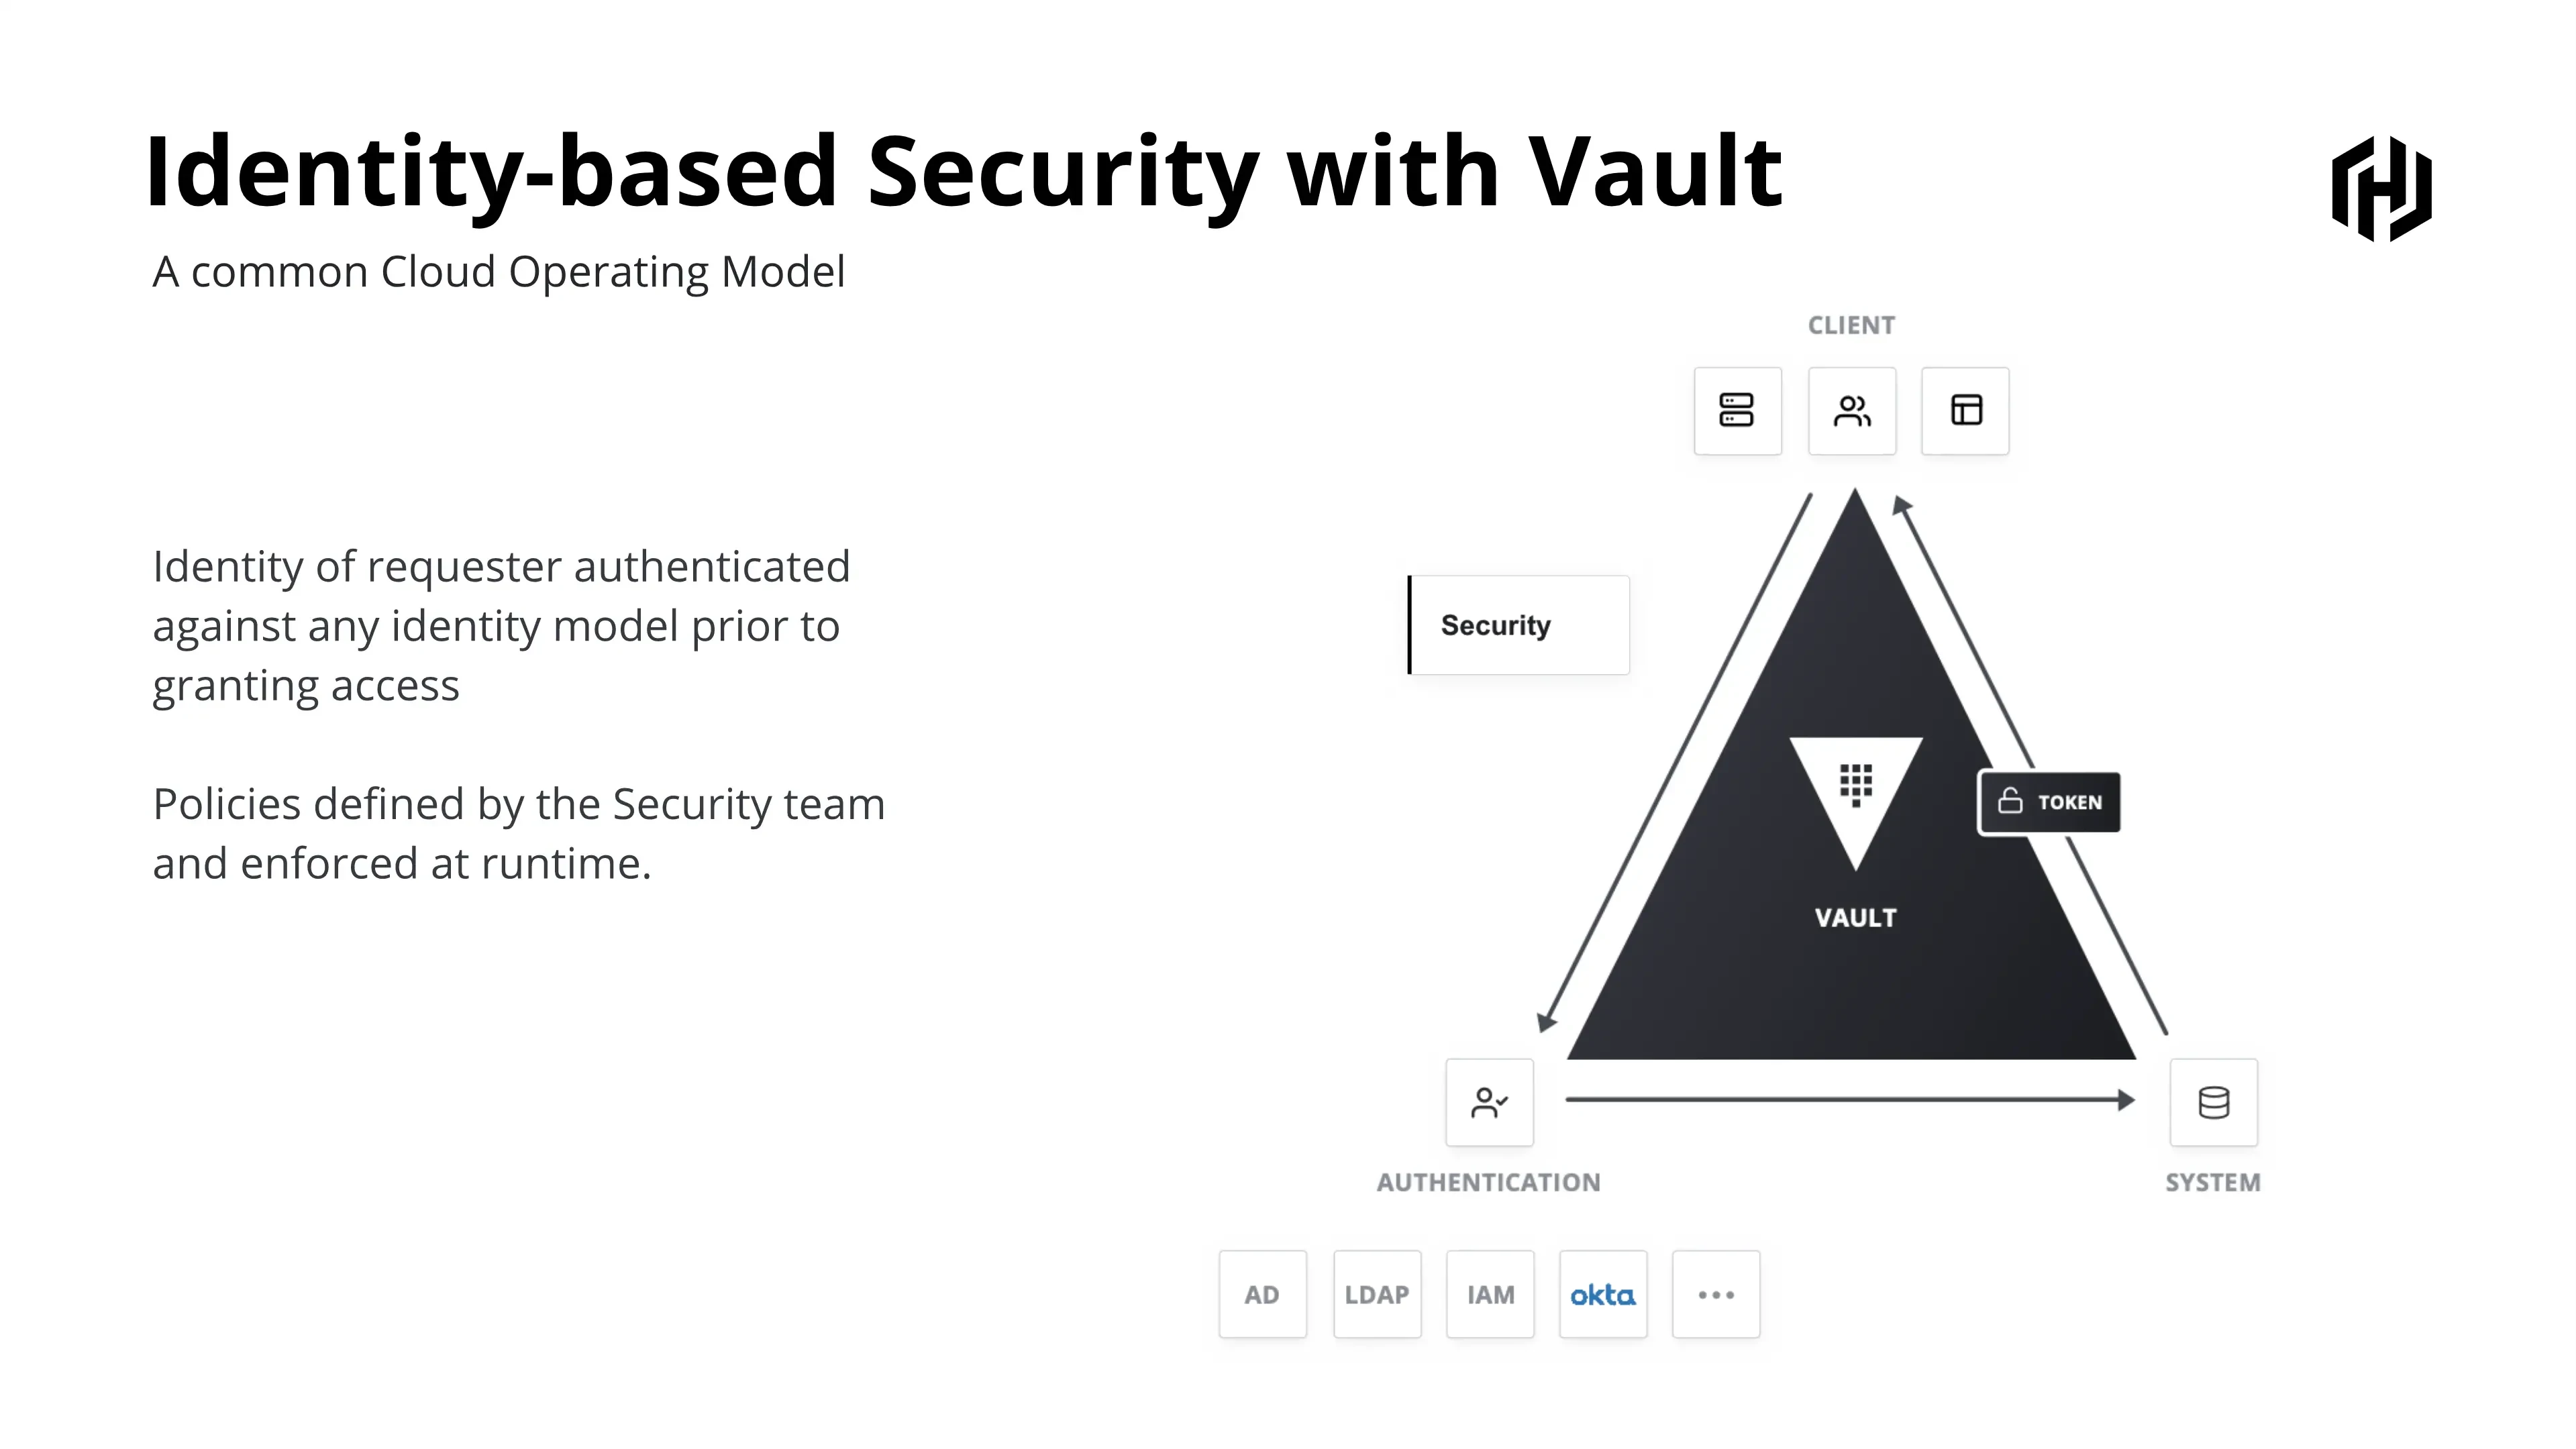 Identity-based Security with Vault
A common Cloud Operating Model
CLIENT
Identity of requester authenticated
against any identity model prior to
granting access
Policies defined by the Security team
and enforced at runtime.
Security
TOKEN
VAULT
AUTHENTICATION
SYSTEM
AD
LDAP
IAM
okta
•••